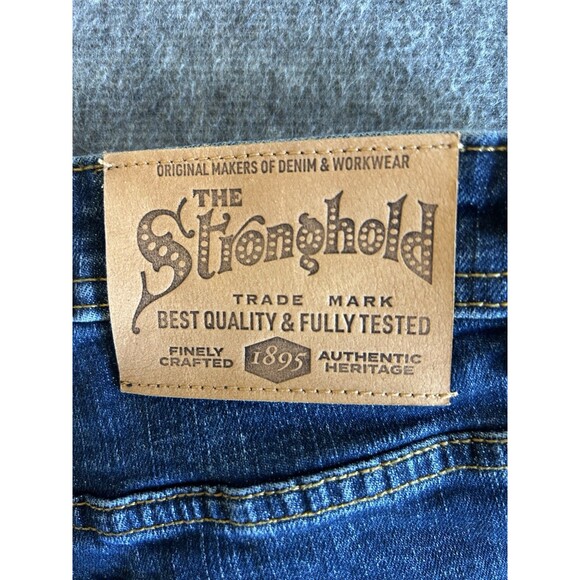 ORIGINAL MAKERS OF DENIM & WORKWEAR
THE
Stronghold
TRADE MARK
BEST QUALITY & FULLY TESTED
FINELY CRAFTED 1895 AUTHENTIC HERITAGE